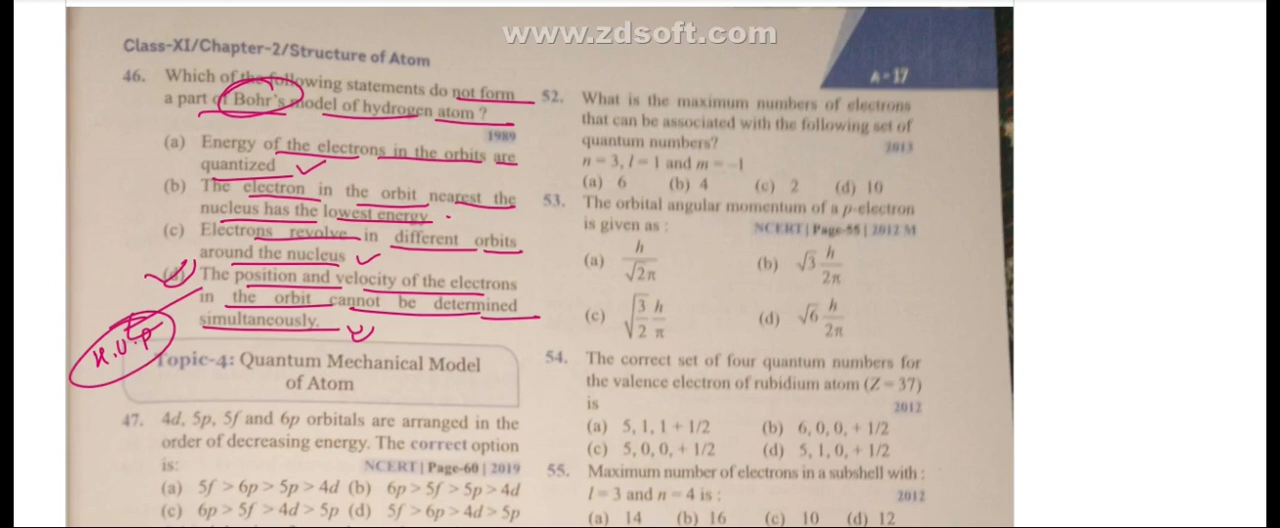 www.zdsoft.com
Class-XI/Chapter-2/Structure of Atom
A-17
46. Which of the following statements do not form
a part of Bohr's model of hydrogen atom ?
1989
(a) Energy of the electrons in the orbits are
quantized
(b) The electron in the orbit nearest the
nucleus has the lowest energy
(c) Electrons revolve in different orbits
around the nucleus
(d) The position and velocity of the electrons
in the orbit cannot be determined
simultaneously.
H.U.P
Topic-4: Quantum Mechanical Model
of Atom
47. 4d, 5p, 5f and 6p orbitals are arranged in the
order of decreasing energy. The correct option
is: NCERT | Page-60 | 2019
(a) 5f > 6p > 5p > 4d (b) 6p > 5f > 5p > 4d
(c) 6p > 5f > 4d > 5p (d) 5f > 6p > 4d > 5p
52. What is the maximum numbers of electrons
that can be associated with the following set of
quantum numbers? 2013
n = 3, l = 1 and m = -1
(a) 6 (b) 4 (c) 2 (d) 10
53. The orbital angular momentum of a p-electron
is given as : NCERT | Page-55 | 2012 M
(a) h/√2π (b) √3 h/2π
(c) √(3/2) h/π (d) √6 h/2π
54. The correct set of four quantum numbers for
the valence electron of rubidium atom (Z = 37)
is 2012
(a) 5, 1, 1 + 1/2 (b) 6, 0, 0, + 1/2
(c) 5, 0, 0, + 1/2 (d) 5, 1, 0, + 1/2
55. Maximum number of electrons in a subshell with :
l = 3 and n = 4 is : 2012
(a) 14 (b) 16 (c) 10 (d) 12